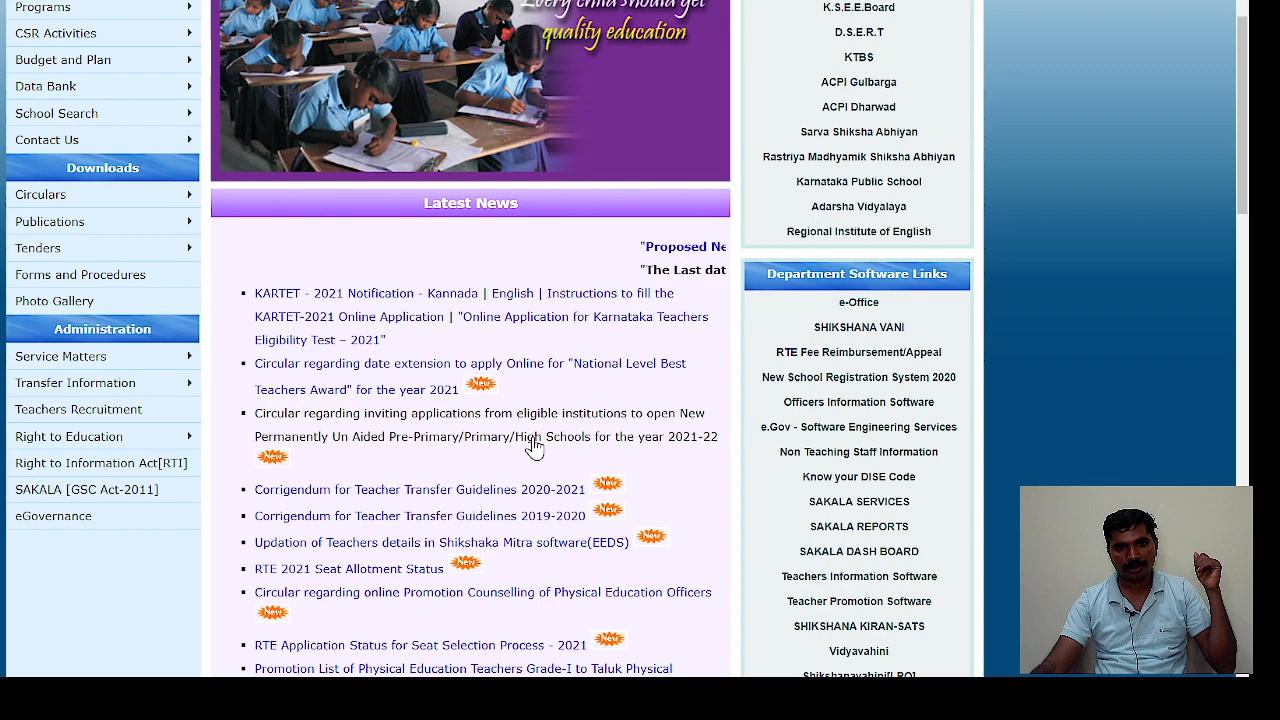 Programs
CSR Activities
Budget and Plan
Data Bank
School Search
Contact Us
Downloads
Circulars
Publications
Tenders
Forms and Procedures
Photo Gallery
Administration
Service Matters
Transfer Information
Teachers Recruitment
Right to Education
Right to Information Act[RTI]
SAKALA [GSC Act-2011]
eGovernance
Every child should get
quality education
Latest News
"Proposed Ne
"The Last dat
KARTET - 2021 Notification - Kannada | English | Instructions to fill the
KARTET-2021 Online Application | "Online Application for Karnataka Teachers
Eligibility Test – 2021"
Circular regarding date extension to apply Online for "National Level Best
Teachers Award" for the year 2021 New
Circular regarding inviting applications from eligible institutions to open New
Permanently Un Aided Pre-Primary/Primary/High Schools for the year 2021-22
New
Corrigendum for Teacher Transfer Guidelines 2020-2021 New
Corrigendum for Teacher Transfer Guidelines 2019-2020 New
Updation of Teachers details in Shikshaka Mitra software(EEDS) New
RTE 2021 Seat Allotment Status New
Circular regarding online Promotion Counselling of Physical Education Officers
New
RTE Application Status for Seat Selection Process - 2021 New
Promotion List of Physical Education Teachers Grade-I to Taluk Physical
K.S.E.E.Board
D.S.E.R.T
KTBS
ACPI Gulbarga
ACPI Dharwad
Sarva Shiksha Abhiyan
Rastriya Madhyamik Shiksha Abhiyan
Karnataka Public School
Adarsha Vidyalaya
Regional Institute of English
Department Software Links
e-Office
SHIKSHANA VANI
RTE Fee Reimbursement/Appeal
New School Registration System 2020
Officers Information Software
e.Gov - Software Engineering Services
Non Teaching Staff Information
Know your DISE Code
SAKALA SERVICES
SAKALA REPORTS
SAKALA DASH BOARD
Teachers Information Software
Teacher Promotion Software
SHIKSHANA KIRAN-SATS
Vidyavahini